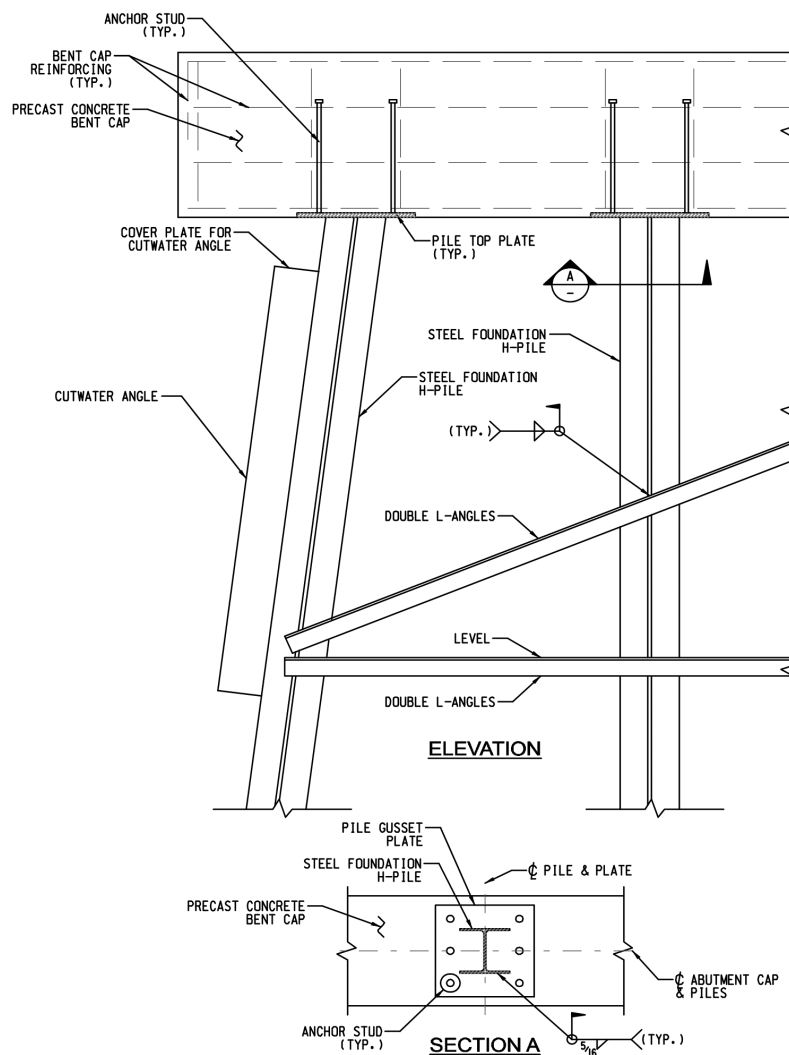 ANCHOR STUD
(TYP.)
BENT CAP
REINFORCING
(TYP.)
PRECAST CONCRETE
BENT CAP
COVER PLATE FOR
CUTWATER ANGLE
PILE TOP PLATE
(TYP.)
A
-
STEEL FOUNDATION
H-PILE
STEEL FOUNDATION
H-PILE
CUTWATER ANGLE
(TYP.)
DOUBLE L-ANGLES
LEVEL
DOUBLE L-ANGLES
ELEVATION
PILE GUSSET
PLATE
STEEL FOUNDATION
H-PILE
℄ PILE & PLATE
PRECAST CONCRETE
BENT CAP
℄ ABUTMENT CAP
& PILES
ANCHOR STUD
(TYP.)
5/16
(TYP.)
SECTION A